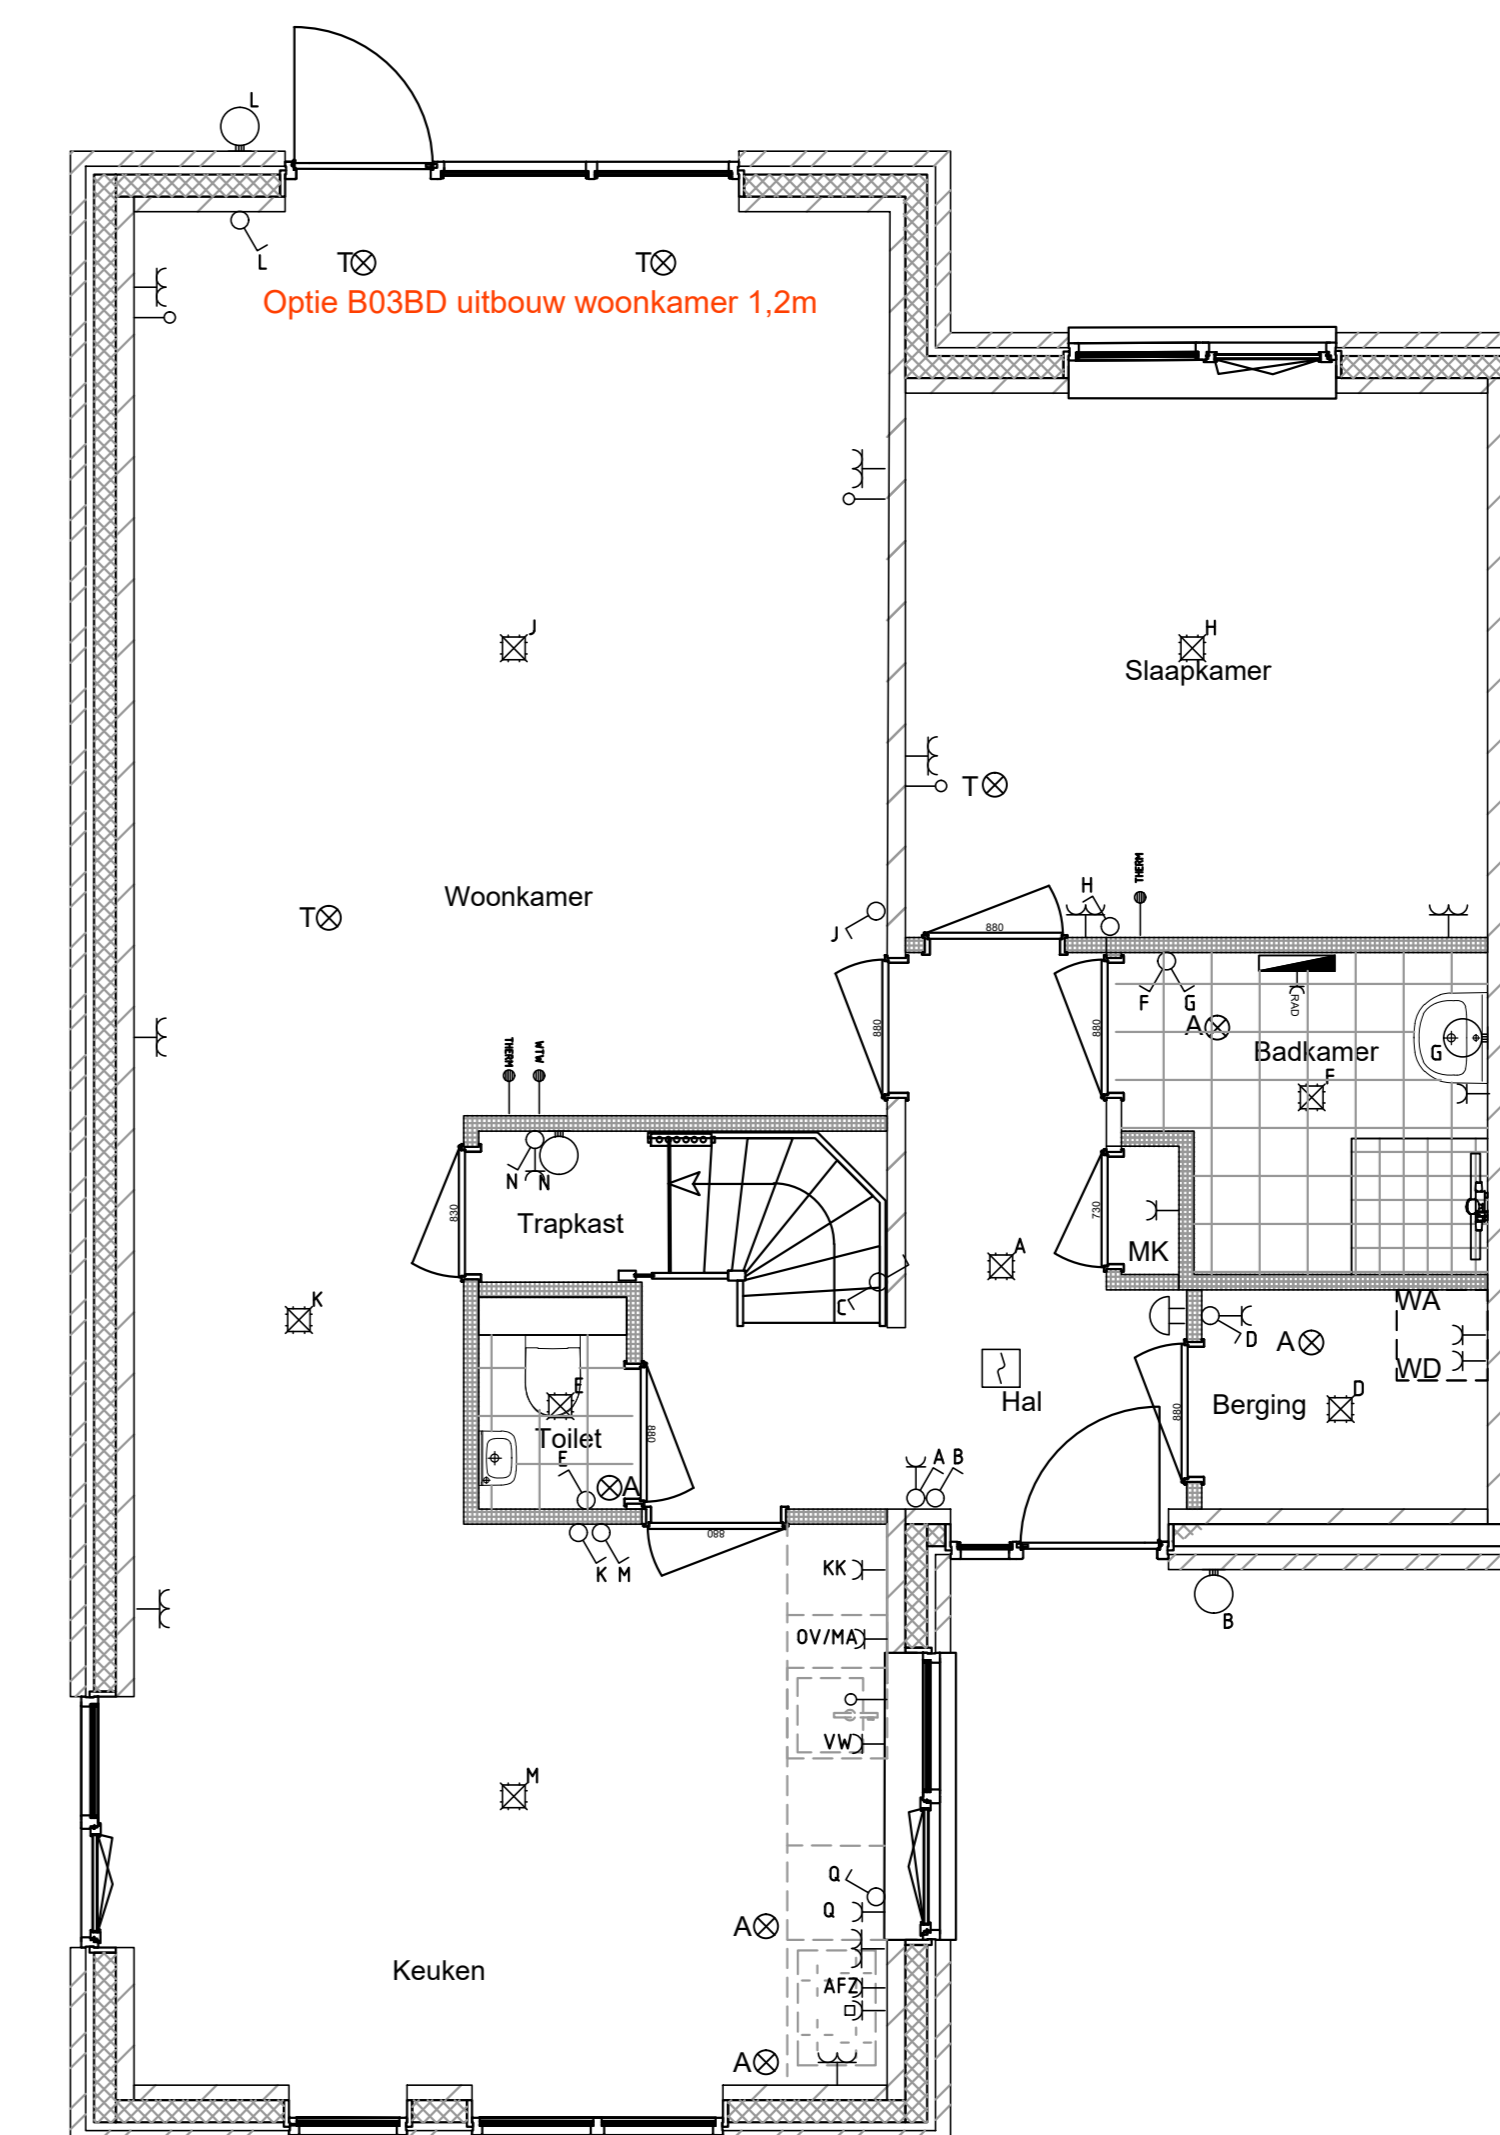 L
L
T
T
Optie B03BD uitbouw woonkamer 1,2m
J
H
Slaapkamer
T
THERM
H
Woonkamer
T
J
880
880
880
F
G
RAD
A
Badkamer
G
F
THERM
WTW
N
N
830
Trapkast
730
MK
A
C
K
WA
D
A
WD
Hal
880
Berging
D
E
Toilet
E
880
A
A
B
880
K
M
KK
B
OV/MA
VW
M
Q
Q
A
Keuken
AFZ
A